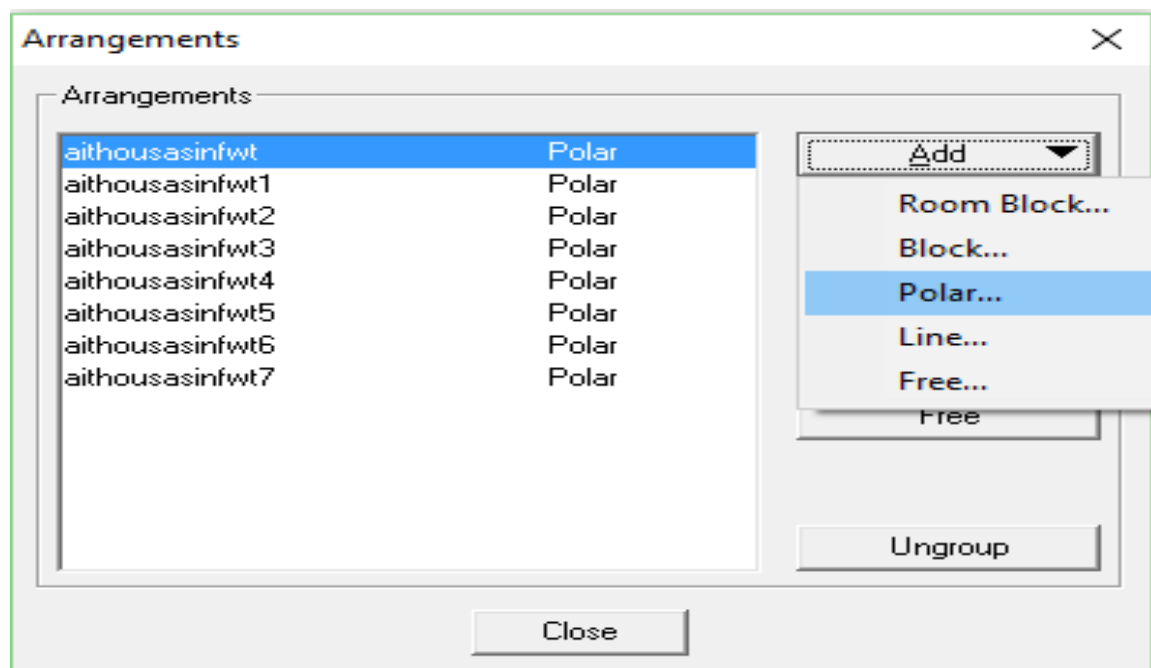 Arrangements
Arrangements
aithousasinfwt Polar
aithousasinfwt1 Polar
aithousasinfwt2 Polar
aithousasinfwt3 Polar
aithousasinfwt4 Polar
aithousasinfwt5 Polar
aithousasinfwt6 Polar
aithousasinfwt7 Polar
Add
Room Block...
Block...
Polar...
Line...
Free...
Free
Ungroup
Close